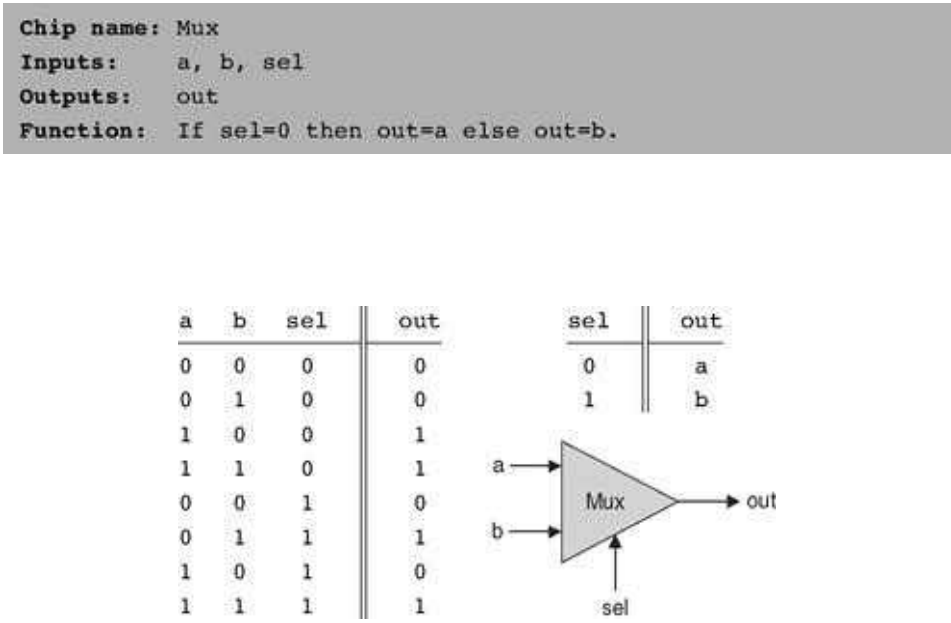 Chip name: Mux
Inputs: a, b, sel
Outputs: out
Function: If sel=0 then out=a else out=b.
a b sel out
0 0 0 0
0 1 0 0
1 0 0 1
1 1 0 1
0 0 1 0
0 1 1 1
1 0 1 0
1 1 1 1
sel out
0 a
1 b
a
Mux
out
b
sel